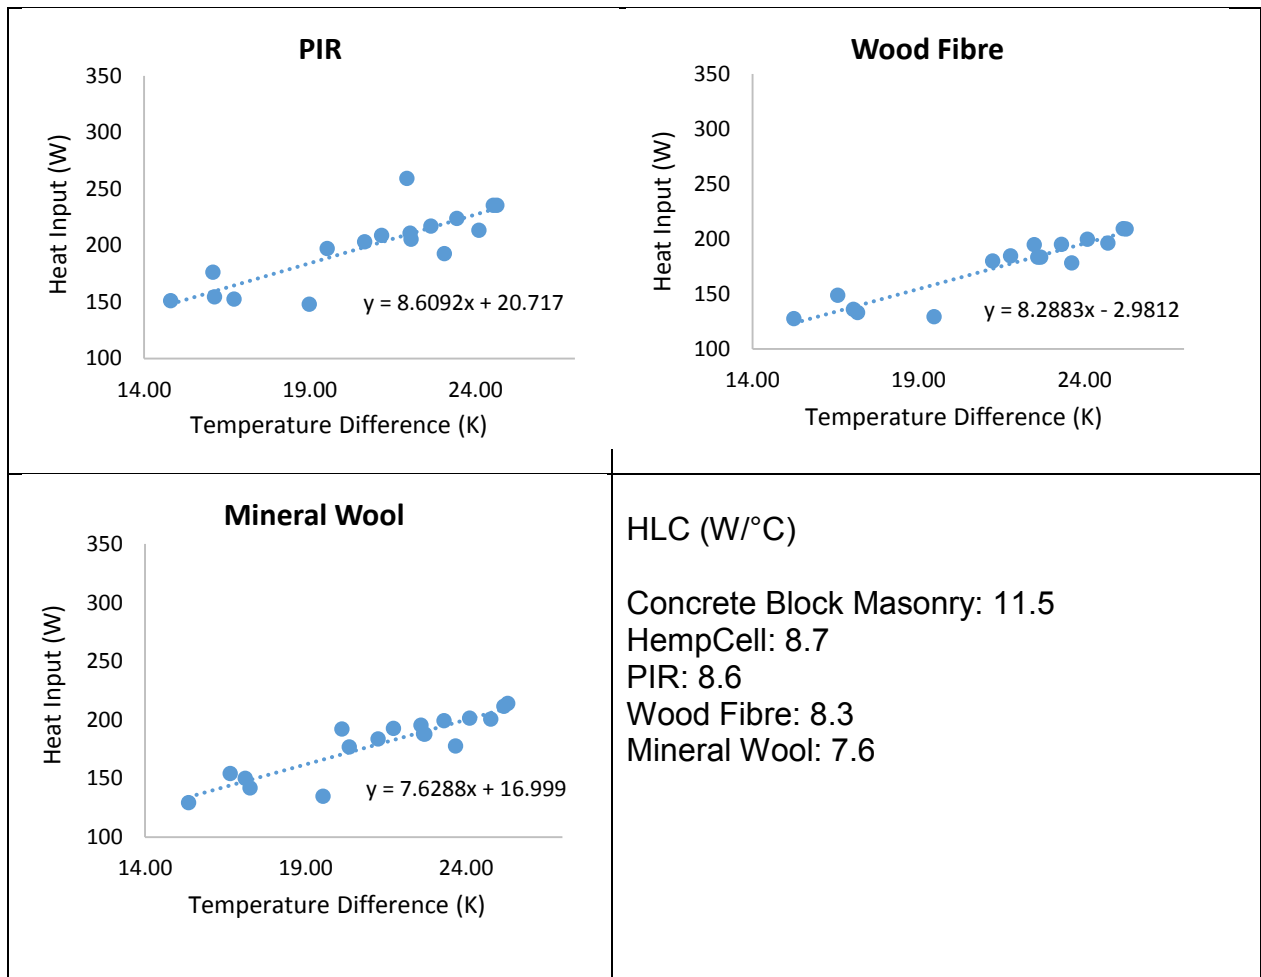 PIR
350
300
250
200
150
100
Heat Input (W)
y = 8.6092x + 20.717
14.00 19.00 24.00
Temperature Difference (K)
Wood Fibre
350
300
250
200
150
100
Heat Input (W)
y = 8.2883x - 2.9812
14.00 19.00 24.00
Temperature Difference (K)
Mineral Wool
350
300
250
200
150
100
Heat Input (W)
y = 7.6288x + 16.999
14.00 19.00 24.00
Temperature Difference (K)
HLC (W/°C)
Concrete Block Masonry: 11.5
HempCell: 8.7
PIR: 8.6
Wood Fibre: 8.3
Mineral Wool: 7.6